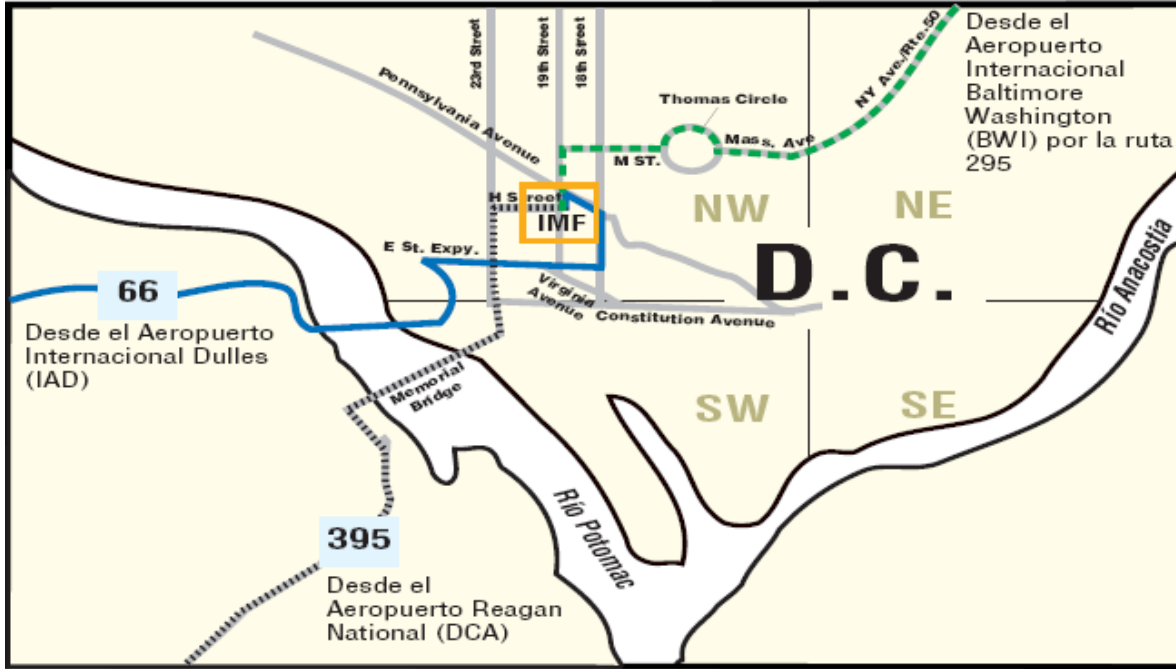 23rd Street
19th Street
18th Street
NY Ave./Rte.50
Desde el
Aeropuerto
Internacional
Baltimore
Washington
(BWI) por la ruta
295
Pennsylvania Avenue
Thomas Circle
Mass. Ave
M ST.
H Street
IMF
NW
NE
E St. Expy.
D.C.
66
Virginia
Avenue
Constitution Avenue
Río Anacostia
Desde el Aeropuerto
Internacional Dulles
(IAD)
Memorial
Bridge
SW
SE
Río Potomac
395
Desde el
Aeropuerto Reagan
National (DCA)